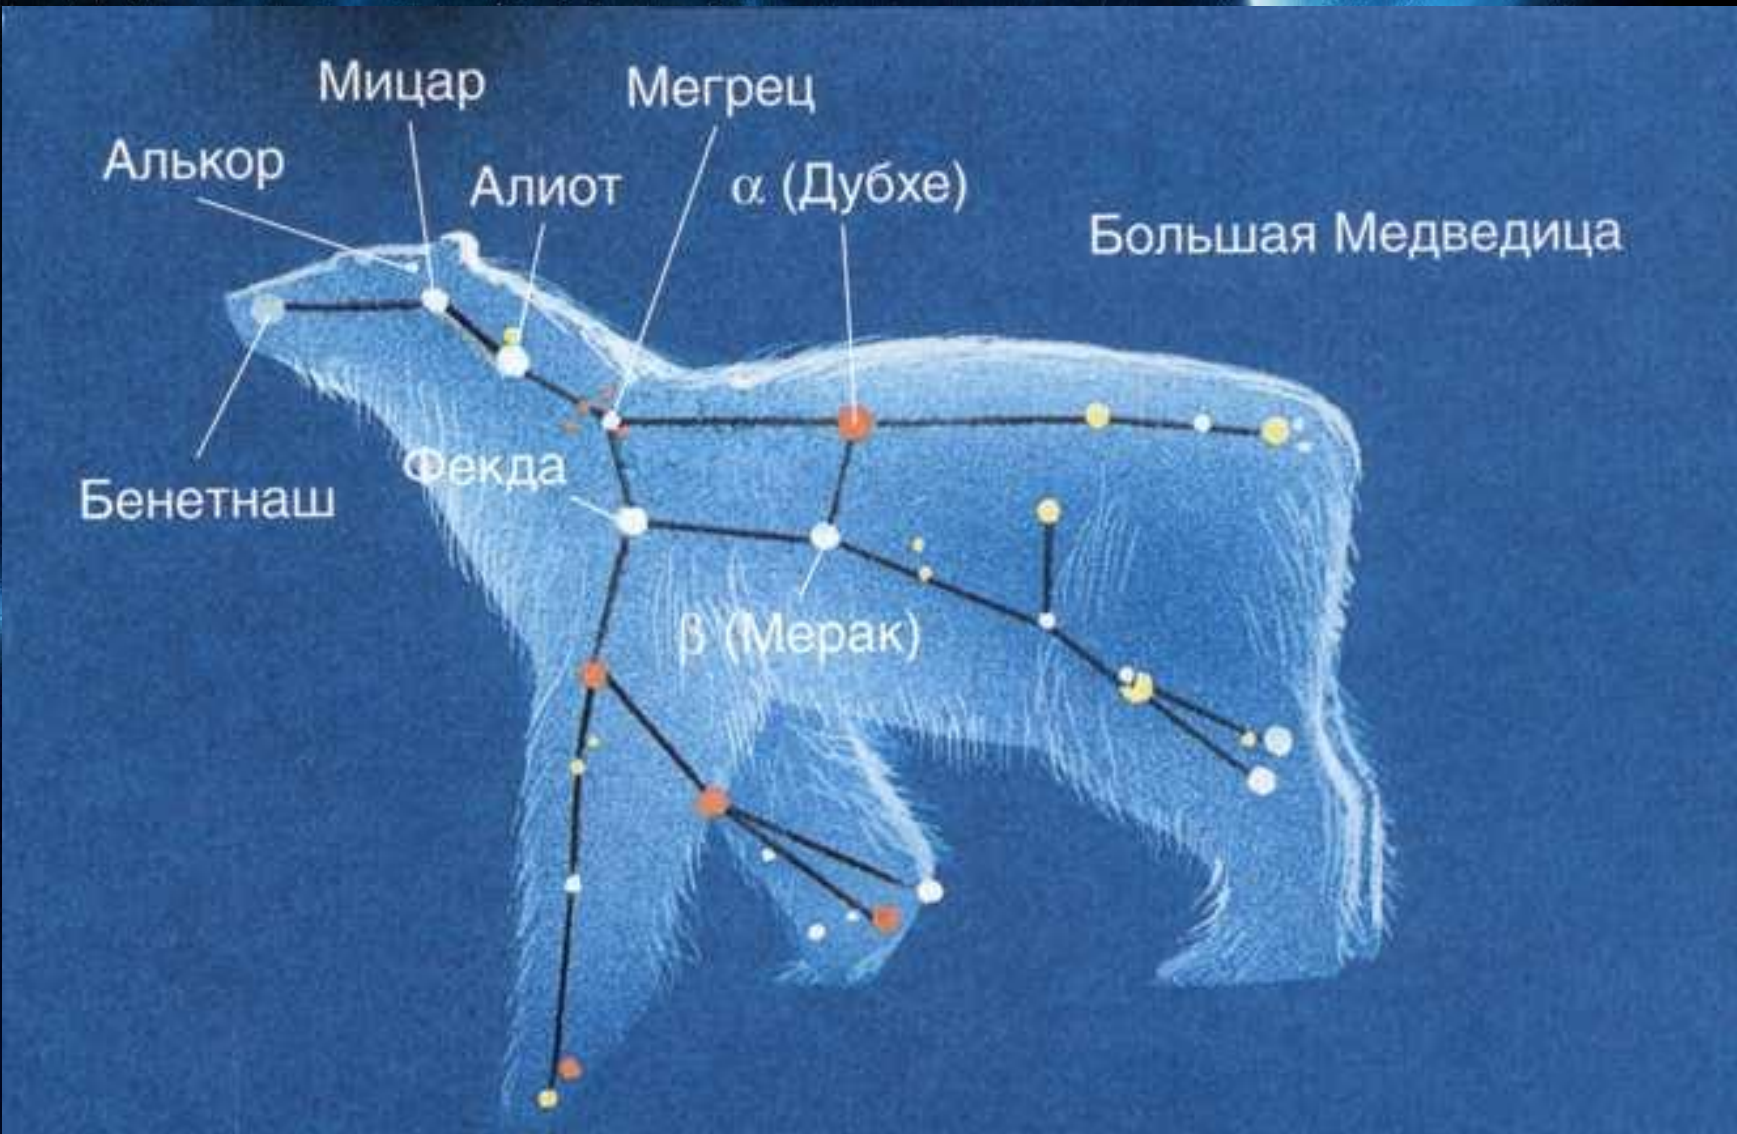 Мицар
Мегрец
Алькор
Алиот
α (Дубхе)
Большая Медведица
Фекда
Бенетнаш
β (Мерак)